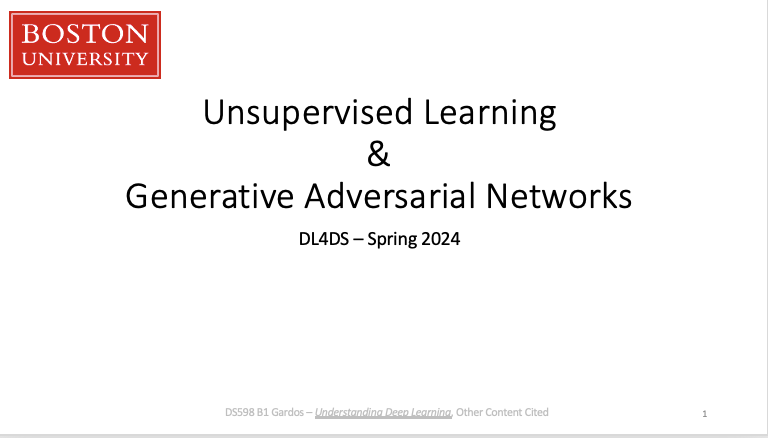 BOSTON
UNIVERSITY
Unsupervised Learning
&
Generative Adversarial Networks
DL4DS – Spring 2024
DS598 B1 Gardos – Understanding Deep Learning, Other Content Cited
1